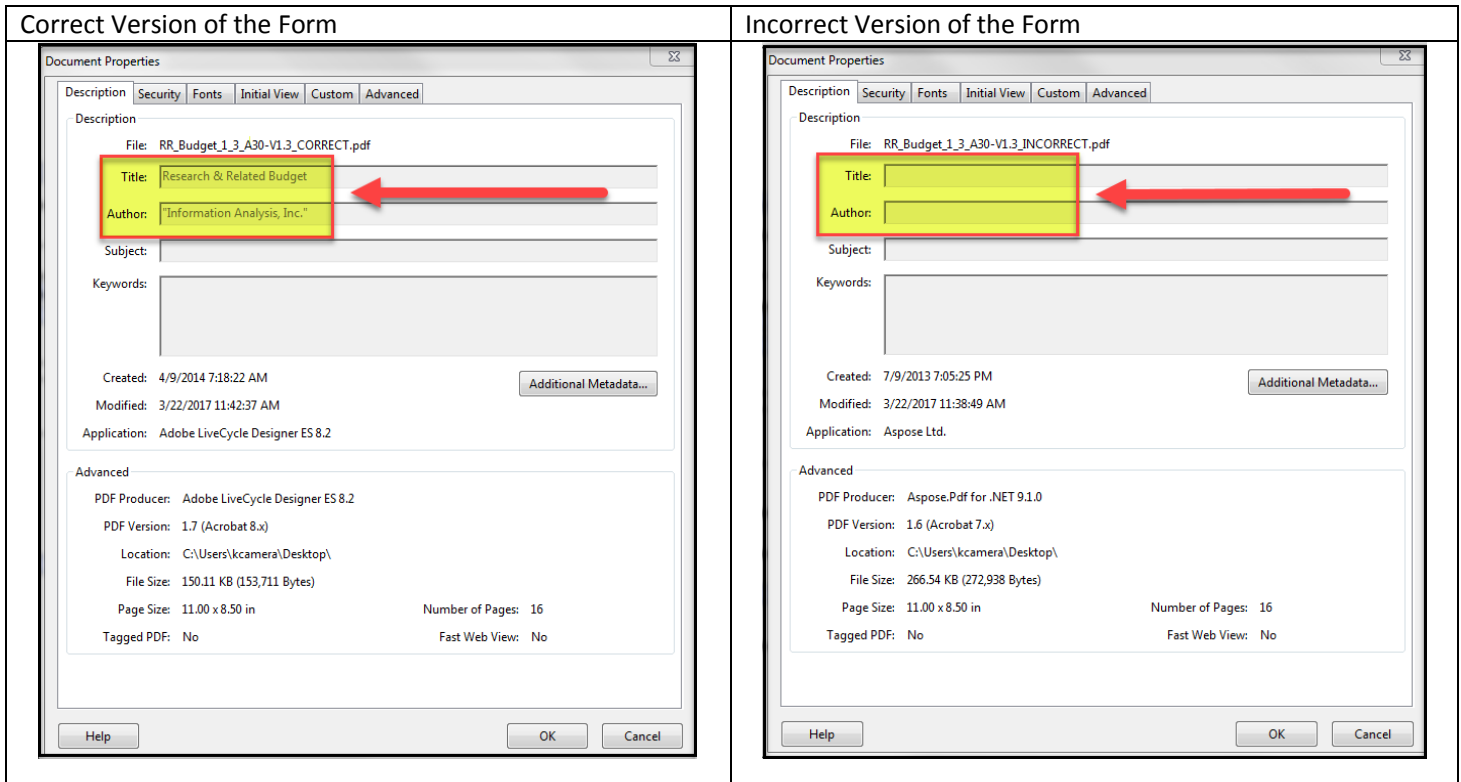 Correct Version of the Form
Document Properties
Description Security Fonts Initial View Custom Advanced
Description
File: RR_Budget_1_3_A30-V1.3_CORRECT.pdf
Title: Research & Related Budget
Author: "Information Analysis, Inc."
Subject:
Keywords:
Created: 4/9/2014 7:18:22 AM
Additional Metadata...
Modified: 3/22/2017 11:42:37 AM
Application: Adobe LiveCycle Designer ES 8.2
Advanced
PDF Producer: Adobe LiveCycle Designer ES 8.2
PDF Version: 1.7 (Acrobat 8.x)
Location: C:\Users\kcamera\Desktop\
File Size: 150.11 KB (153,711 Bytes)
Page Size: 11.00 x 8.50 in Number of Pages: 16
Tagged PDF: No Fast Web View: No
Help OK Cancel
Incorrect Version of the Form
Document Properties
Description Security Fonts Initial View Custom Advanced
Description
File: RR_Budget_1_3_A30-V1.3_INCORRECT.pdf
Title:
Author:
Subject:
Keywords:
Created: 7/9/2013 7:05:25 PM
Additional Metadata...
Modified: 3/22/2017 11:38:49 AM
Application: Aspose Ltd.
Advanced
PDF Producer: Aspose.Pdf for .NET 9.1.0
PDF Version: 1.6 (Acrobat 7.x)
Location: C:\Users\kcamera\Desktop\
File Size: 266.54 KB (272,938 Bytes)
Page Size: 11.00 x 8.50 in Number of Pages: 16
Tagged PDF: No Fast Web View: No
Help OK Cancel